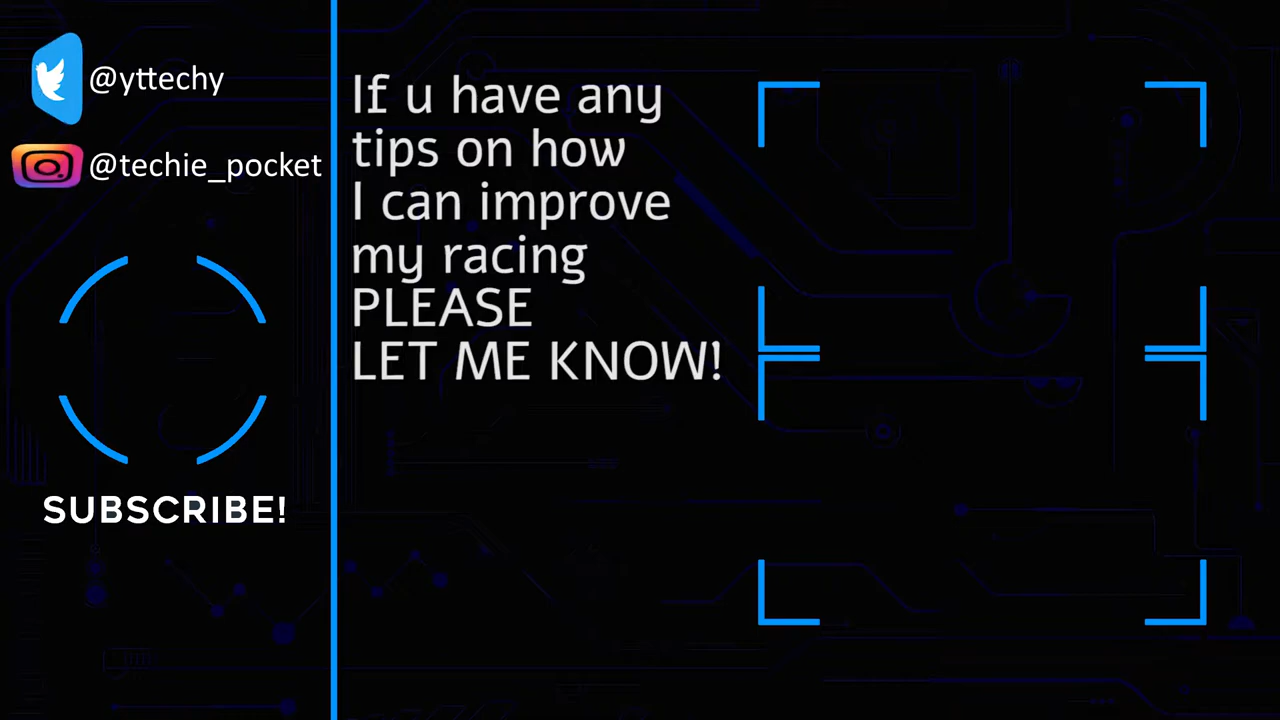 @yttechy
@techie_pocket
SUBSCRIBE!
If u have any
tips on how
I can improve
my racing
PLEASE
LET ME KNOW!